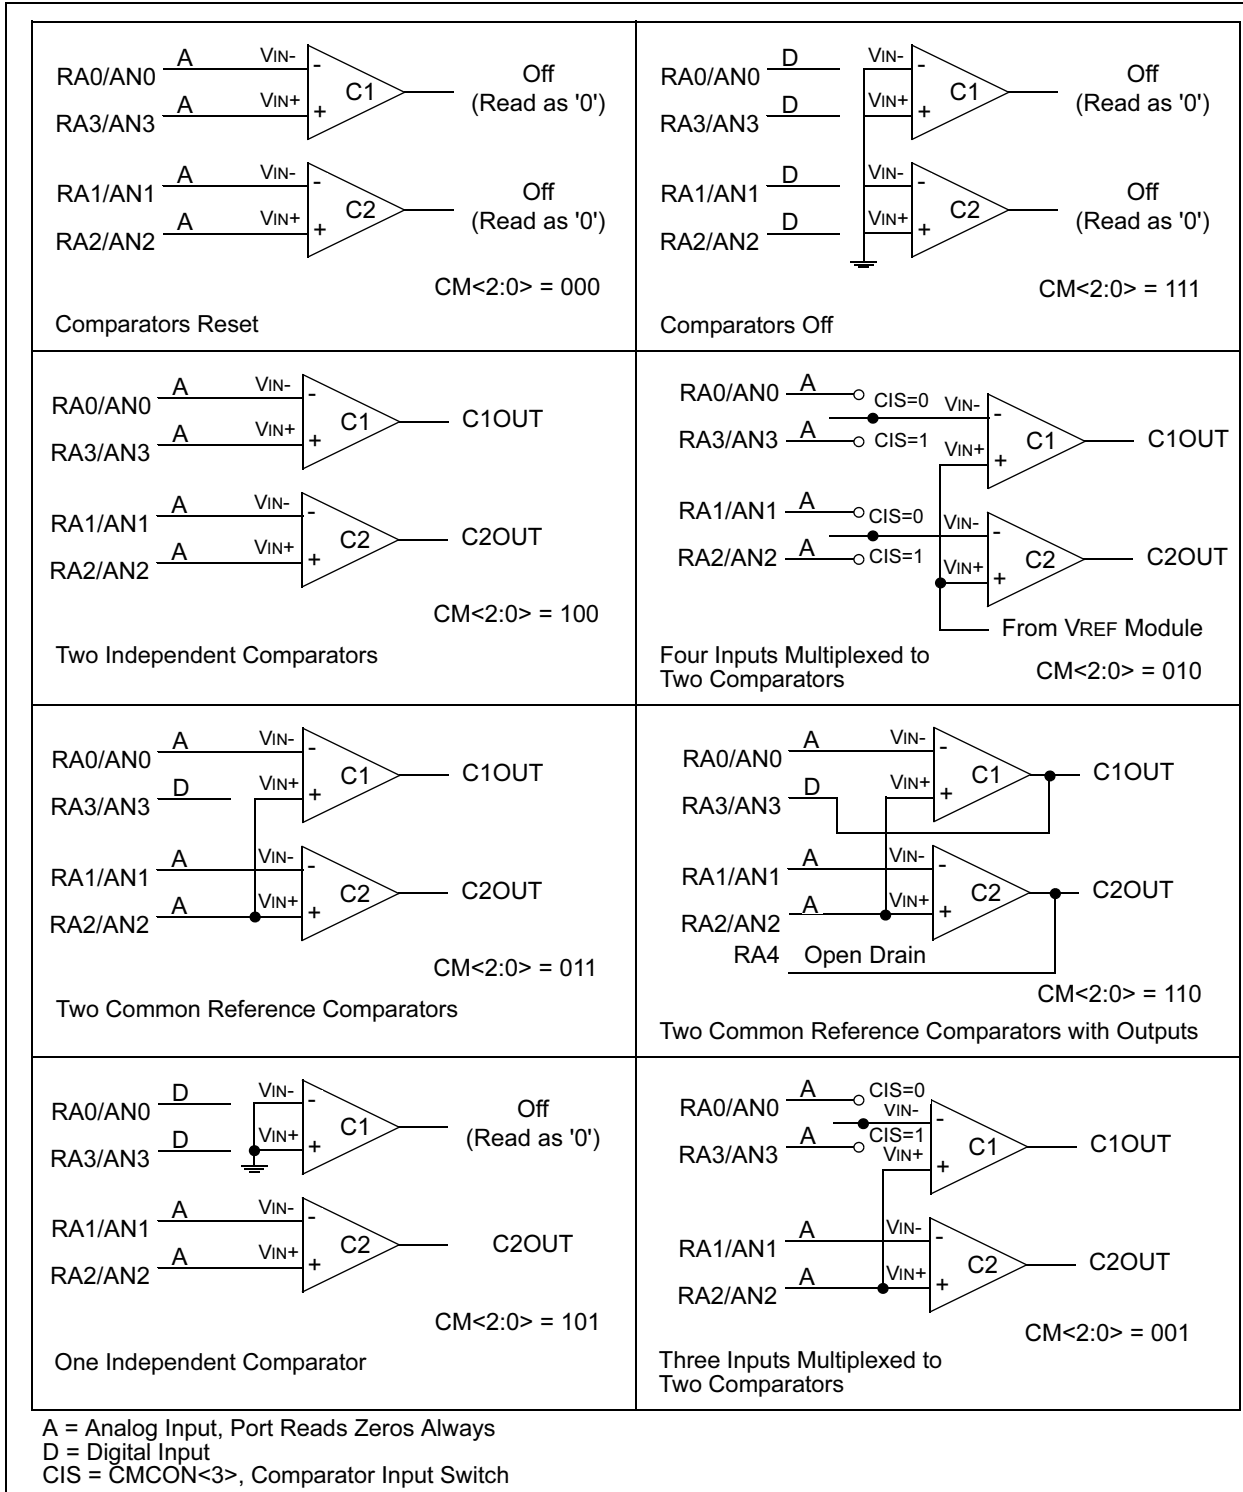 RA0/AN0 A VIN- - C1 Off
RA3/AN3 A VIN+ + (Read as '0')
RA1/AN1 A VIN- - C2 Off
RA2/AN2 A VIN+ + (Read as '0')
CM<2:0> = 000
Comparators Reset
RA0/AN0 D VIN- - C1 Off
RA3/AN3 D VIN+ + (Read as '0')
RA1/AN1 D VIN- - C2 Off
RA2/AN2 D VIN+ + (Read as '0')
CM<2:0> = 111
Comparators Off
RA0/AN0 A VIN- - C1 C1OUT
RA3/AN3 A VIN+ +
RA1/AN1 A VIN- - C2 C2OUT
RA2/AN2 A VIN+ +
CM<2:0> = 100
Two Independent Comparators
RA0/AN0 A CIS=0 VIN- - C1 C1OUT
RA3/AN3 A CIS=1 VIN+ +
RA1/AN1 A CIS=0 VIN- - C2 C2OUT
RA2/AN2 A CIS=1 VIN+ +
From VREF Module
Four Inputs Multiplexed to
Two Comparators
CM<2:0> = 010
RA0/AN0 A VIN- - C1 C1OUT
RA3/AN3 D VIN+ +
RA1/AN1 A VIN- - C2 C2OUT
RA2/AN2 A VIN+ +
CM<2:0> = 011
Two Common Reference Comparators
RA0/AN0 A VIN- - C1 C1OUT
RA3/AN3 D VIN+ +
RA1/AN1 A VIN- - C2 C2OUT
RA2/AN2 A VIN+ +
RA4 Open Drain
CM<2:0> = 110
Two Common Reference Comparators with Outputs
RA0/AN0 D VIN- - C1 Off
RA3/AN3 D VIN+ + (Read as '0')
RA1/AN1 A VIN- - C2 C2OUT
RA2/AN2 A VIN+ +
CM<2:0> = 101
One Independent Comparator
RA0/AN0 A CIS=0 VIN- - C1 C1OUT
RA3/AN3 A CIS=1 VIN+ +
RA1/AN1 A VIN- - C2 C2OUT
RA2/AN2 A VIN+ +
CM<2:0> = 001
Three Inputs Multiplexed to
Two Comparators
A = Analog Input, Port Reads Zeros Always
D = Digital Input
CIS = CMCON<3>, Comparator Input Switch